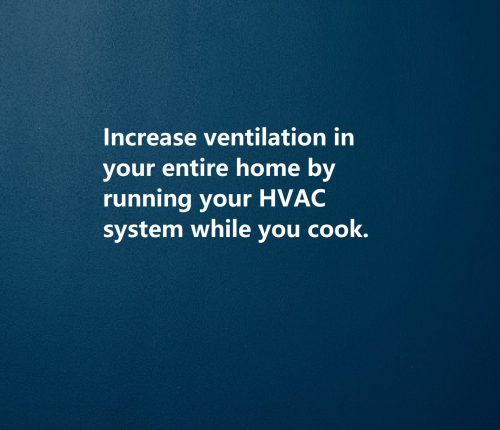 Increase ventilation in
your entire home by
running your HVAC
system while you cook.